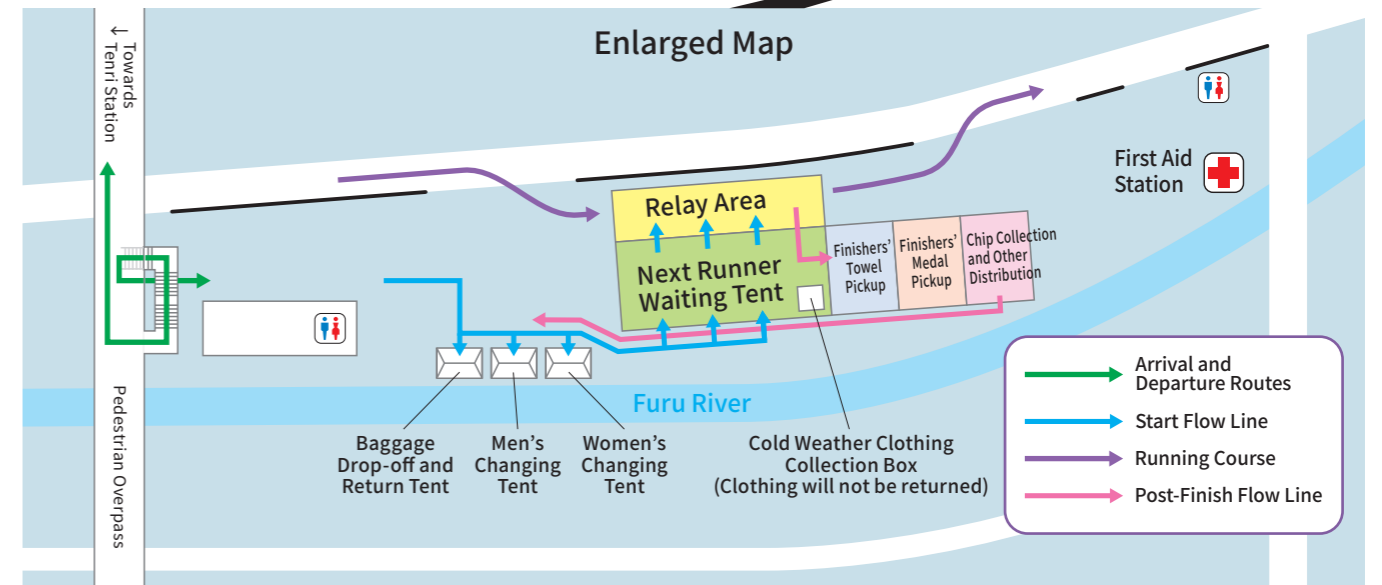 Enlarged Map
← Towards
Tenri Station
First Aid
Station
Relay Area
Next Runner
Waiting Tent
Finishers’
Towel
Pickup
Finishers’
Medal
Pickup
Chip Collection
and Other
Distribution
Pedestrian Overpass
Furu River
Baggage
Drop-off and
Return Tent
Men’s
Changing
Tent
Women’s
Changing
Tent
Cold Weather Clothing
Collection Box
(Clothing will not be returned)
Arrival and
Departure Routes
Start Flow Line
Running Course
Post-Finish Flow Line